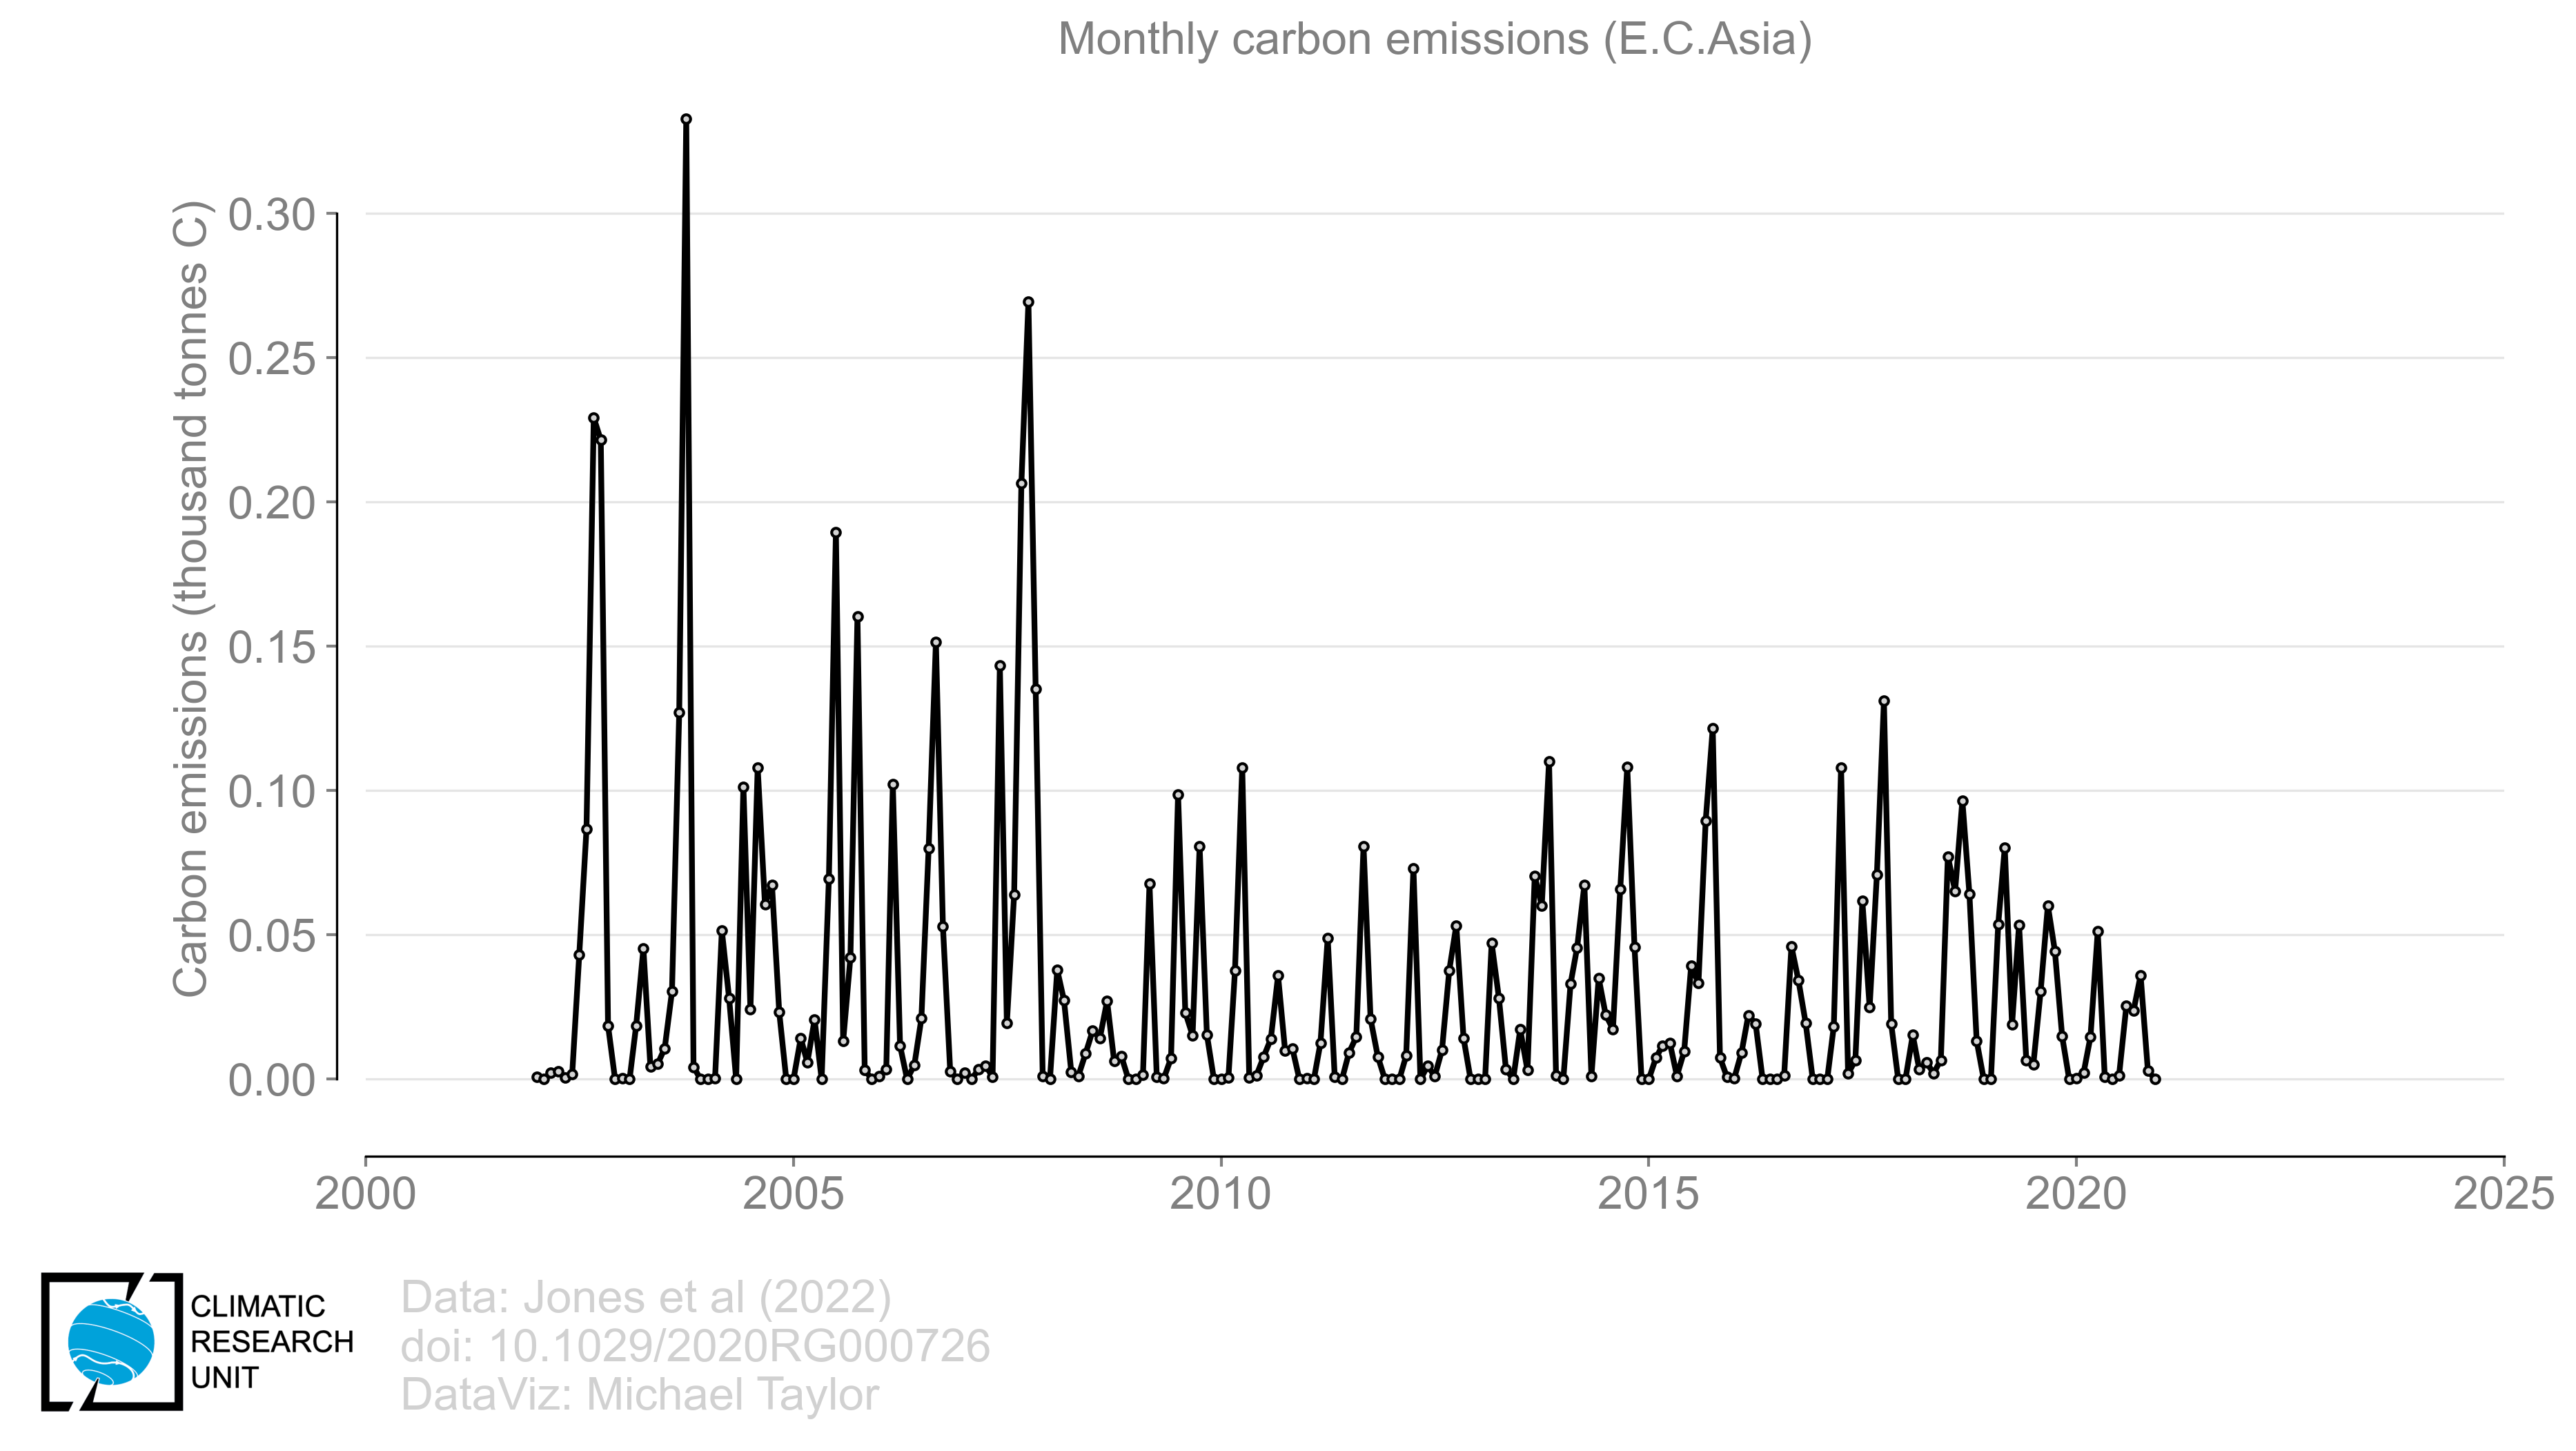 Monthly carbon emissions (E.C.Asia)
Carbon emissions (thousand tonnes C)
0.30
0.25
0.20
0.15
0.10
0.05
0.00
2000
2005
2010
2015
2020
2025
CLIMATIC
RESEARCH
UNIT
Data: Jones et al (2022)
doi: 10.1029/2020RG000726
DataViz: Michael Taylor